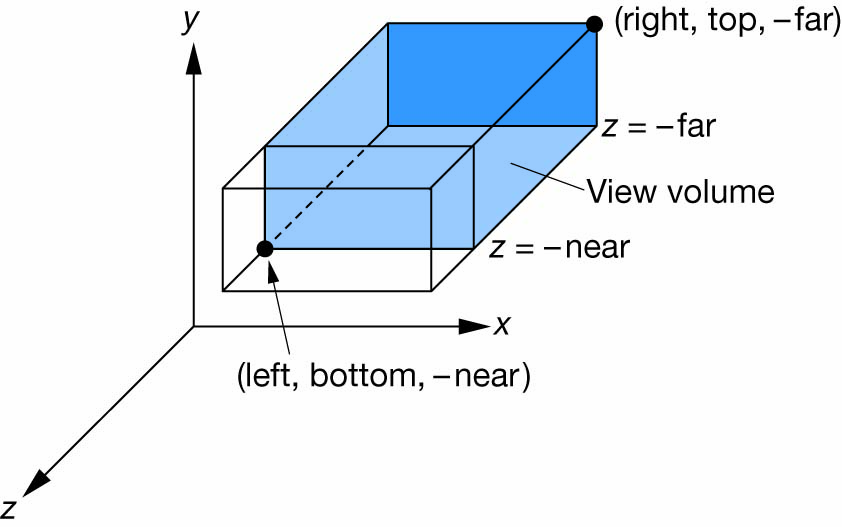 y
(right, top, –far)
z = –far
View volume
z = –near
x
(left, bottom, –near)
z